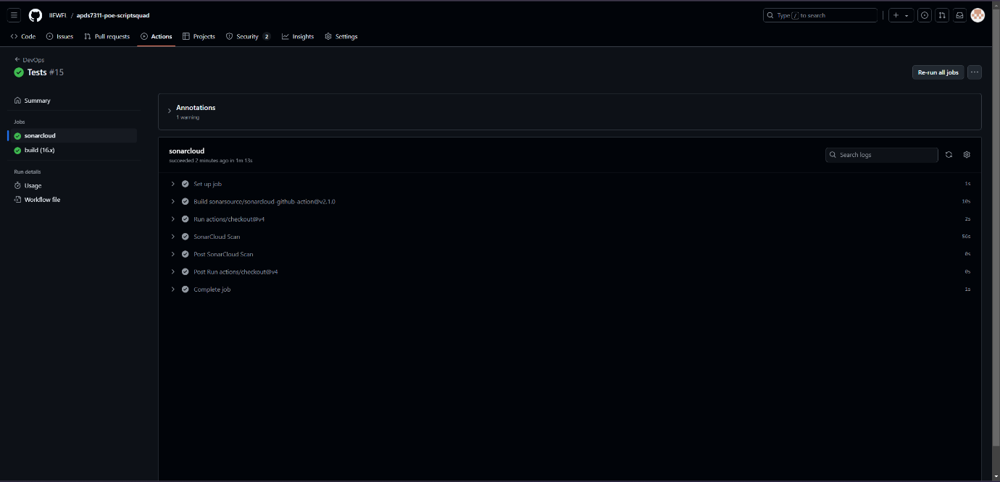 IIEWFL / apds7311-poe-scriptsquad
Type / to search
Code Issues Pull requests Actions Projects Security 2 Insights Settings
DevOps
Tests #15
Re-run all jobs
Summary
Annotations
1 warning
Jobs
sonarcloud
build (16.x)
Run details
Usage
Workflow file
sonarcloud
succeeded 2 minutes ago in 1m 13s
Search logs
Set up job 1s
Build sonarsource/sonarcloud-github-action@v2.1.0 10s
Run actions/checkout@v4 2s
SonarCloud Scan 56s
Post SonarCloud Scan 0s
Post Run actions/checkout@v4 0s
Complete job 1s